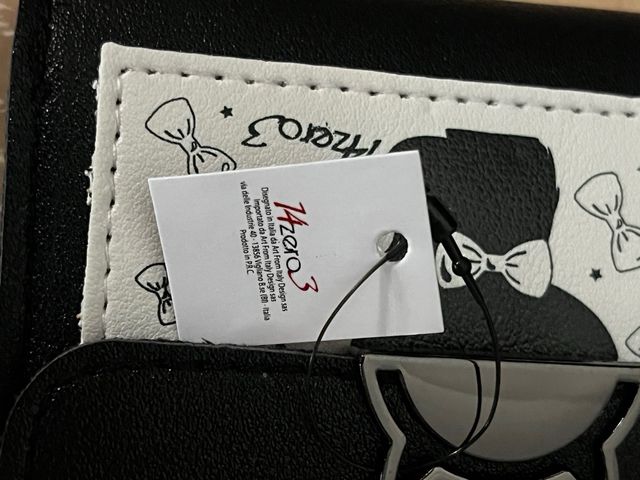 14zero3
14zero3
Disegnato in Italia da Art From Italy Design sas
Importato da Art From Italy Design sas
via delle Industrie 40 - 13856 Vigliano B.se (BI) - Italia
Prodotto in P.R.C.